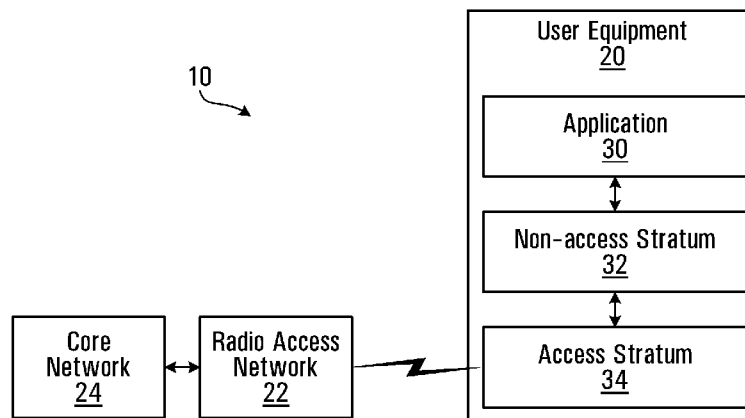 User Equipment
20
10
Application
30
Non-access Stratum
32
Core
Network
24
Radio Access
Network
22
Access Stratum
34